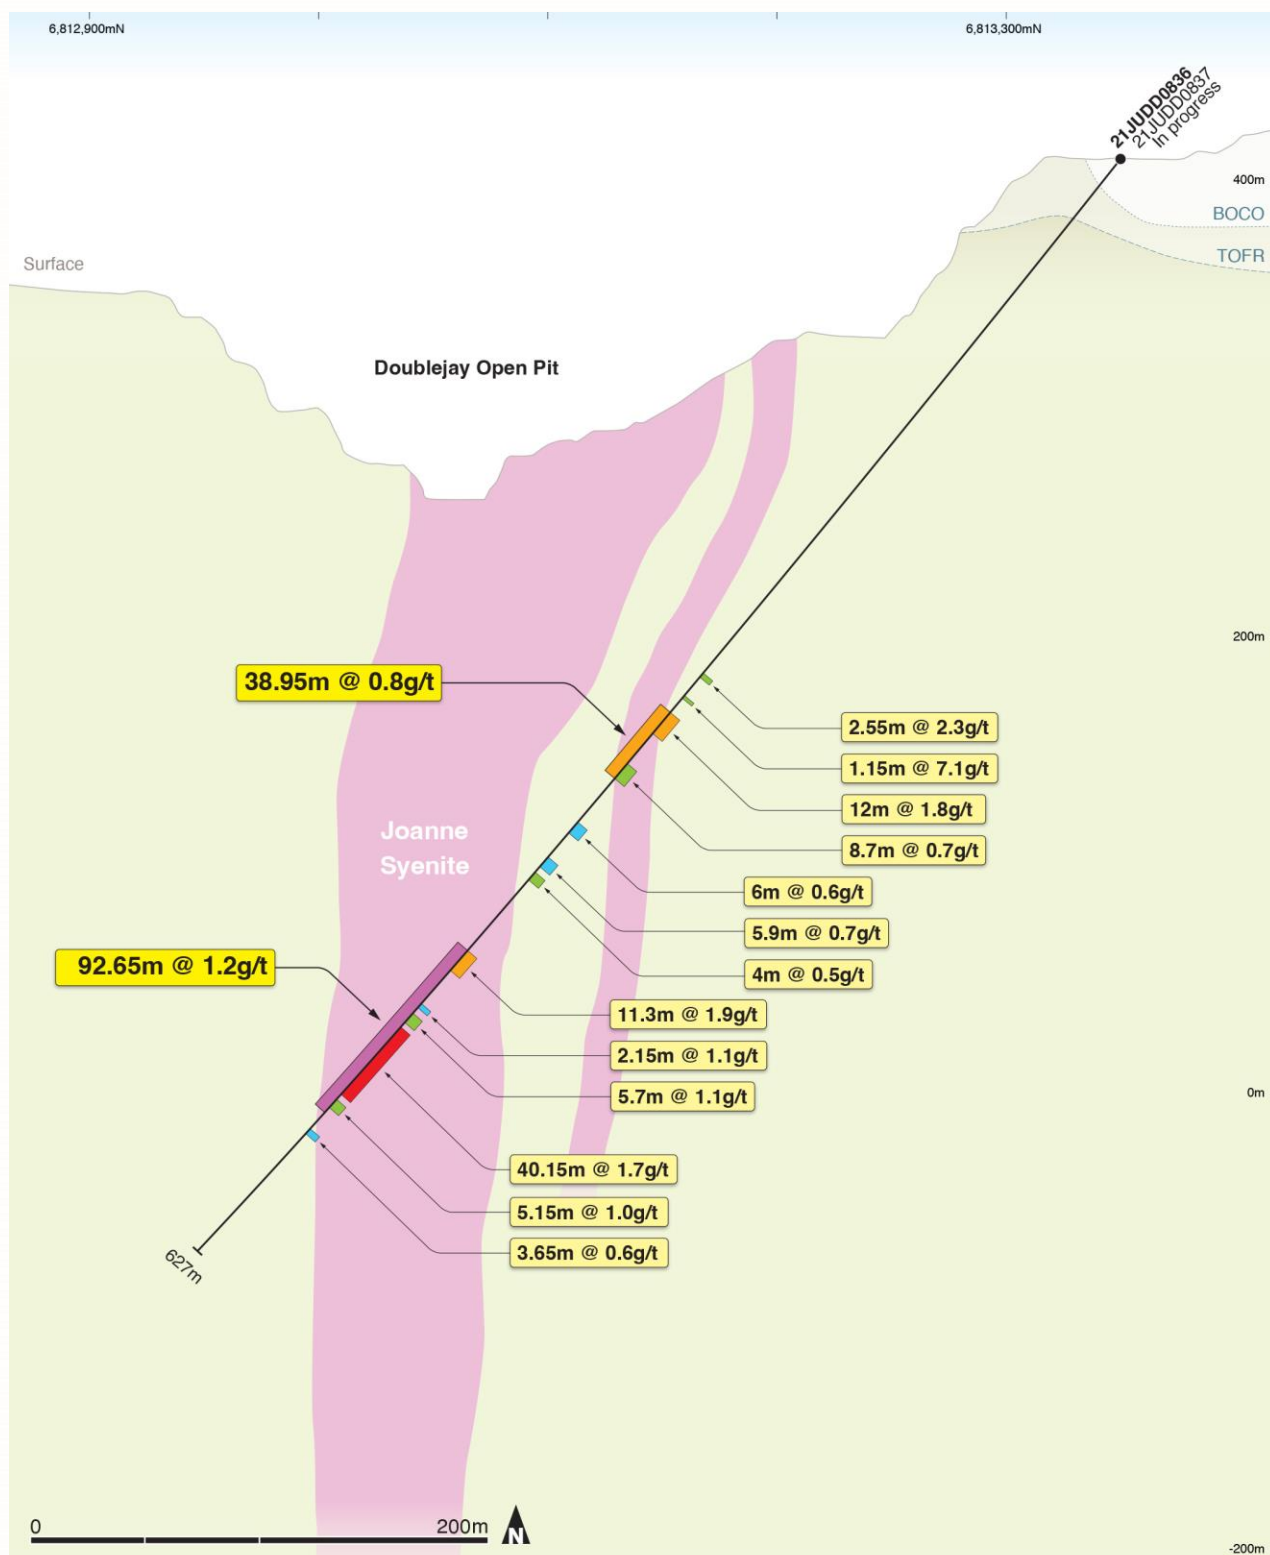 6,812,900mN
6,813,300mN
21JUDD0836
21JUDD0837
In progress
400m
BOCO
TOFR
Surface
Doublejay Open Pit
200m
38.95m @ 0.8g/t
2.55m @ 2.3g/t
1.15m @ 7.1g/t
12m @ 1.8g/t
8.7m @ 0.7g/t
Joanne
Syenite
6m @ 0.6g/t
5.9m @ 0.7g/t
4m @ 0.5g/t
92.65m @ 1.2g/t
11.3m @ 1.9g/t
2.15m @ 1.1g/t
5.7m @ 1.1g/t
0m
40.15m @ 1.7g/t
5.15m @ 1.0g/t
3.65m @ 0.6g/t
627m
0
200m
N
-200m